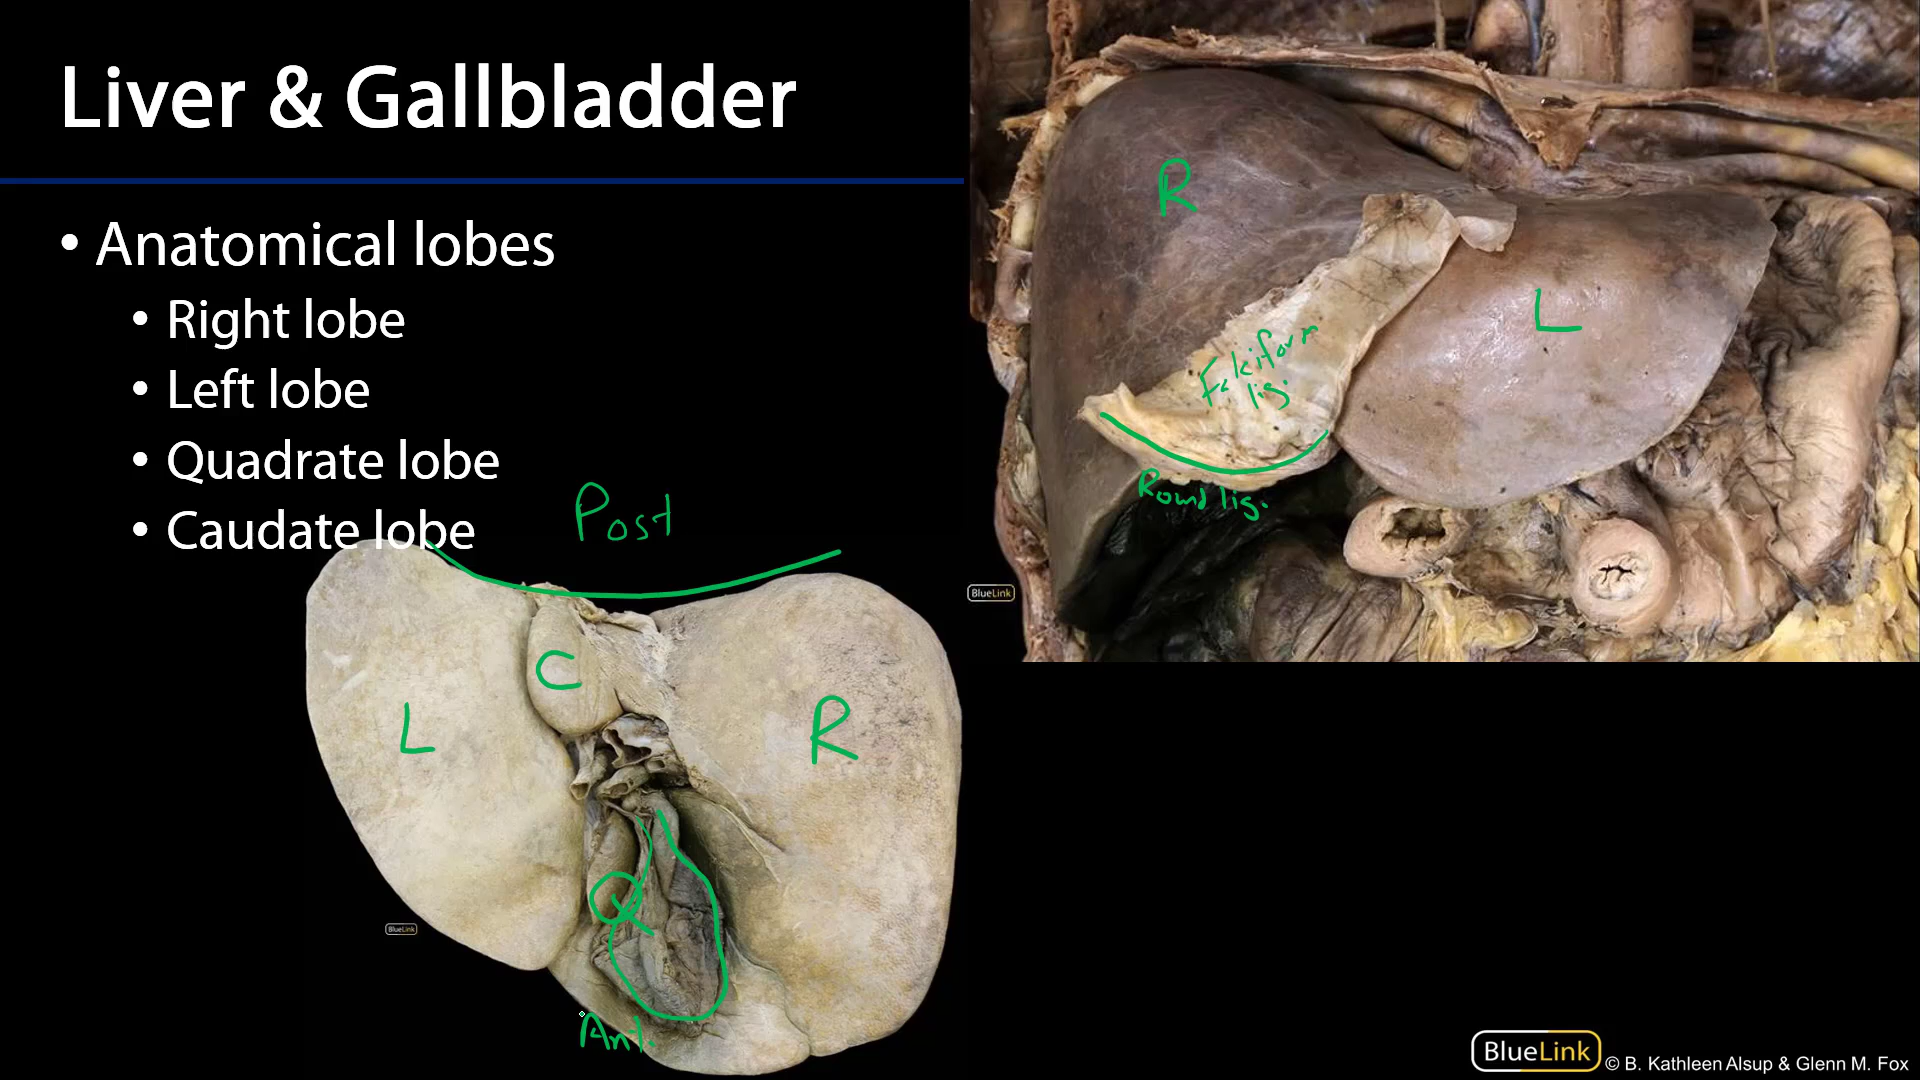 Liver & Gallbladder
• Anatomical lobes
• Right lobe
• Left lobe
• Quadrate lobe
• Caudate lobe
Post
C
L
R
Q
Ant.
BlueLink
R
L
Falciform
lig.
Round lig.
BlueLink
BlueLink © B. Kathleen Alsup & Glenn M. Fox